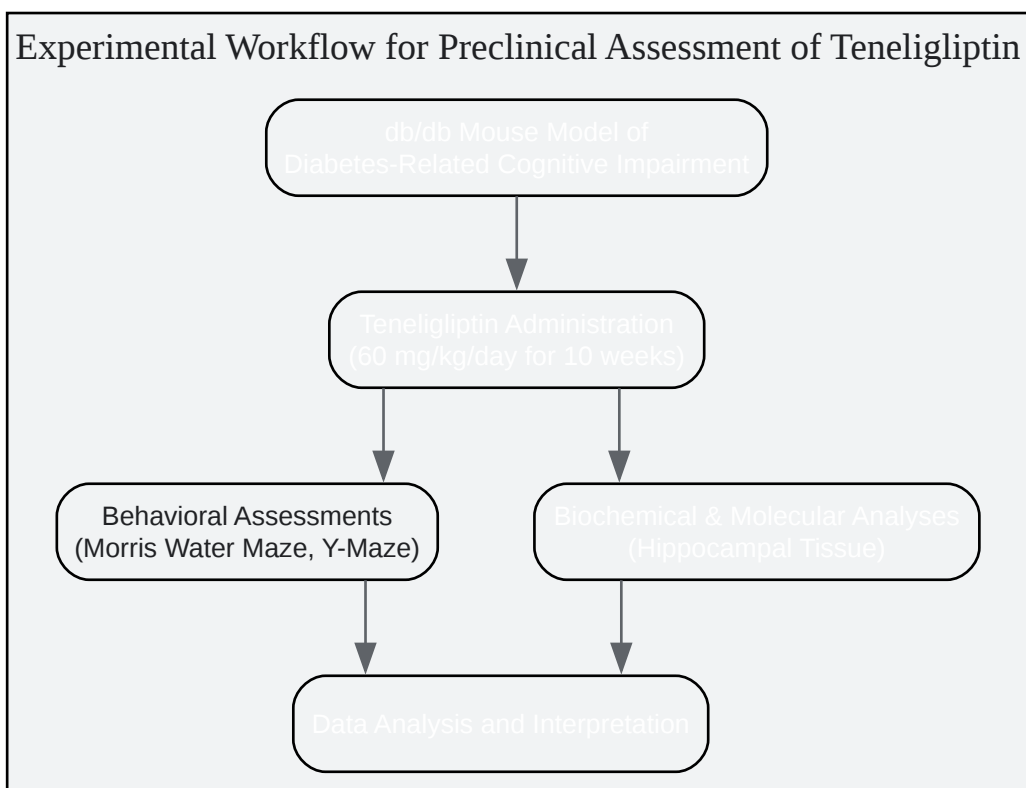 Experimental Workflow for Preclinical Assessment of Teneligliptin
db/db Mouse Model of
Diabetes-Related Cognitive Impairment
Teneligliptin Administration
(60 mg/kg/day for 10 weeks)
Behavioral Assessments
(Morris Water Maze, Y-Maze)
Biochemical & Molecular Analyses
(Hippocampal Tissue)
Data Analysis and Interpretation